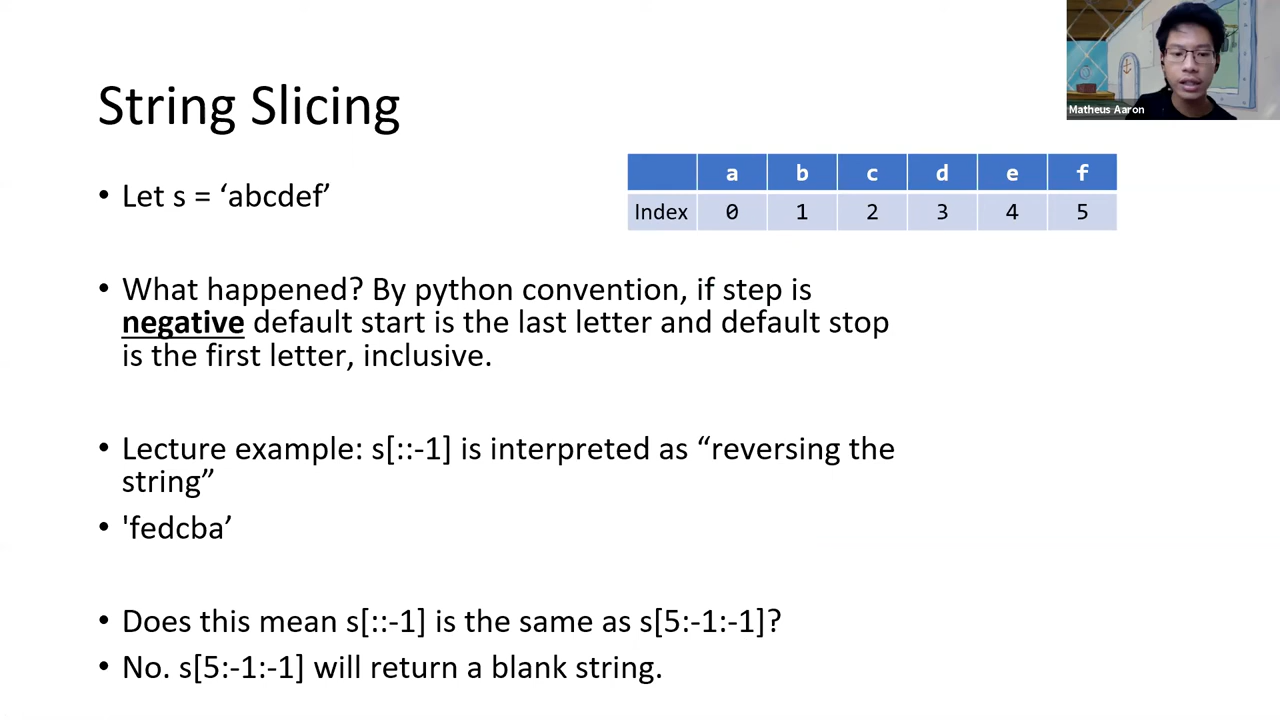 Matheus Aaron
String Slicing
• Let s = ‘abcdef’
a b c d e f
Index 0 1 2 3 4 5
• What happened? By python convention, if step is
negative default start is the last letter and default stop
is the first letter, inclusive.
• Lecture example: s[::-1] is interpreted as “reversing the
string”
• 'fedcba’
• Does this mean s[::-1] is the same as s[5:-1:-1]?
• No. s[5:-1:-1] will return a blank string.